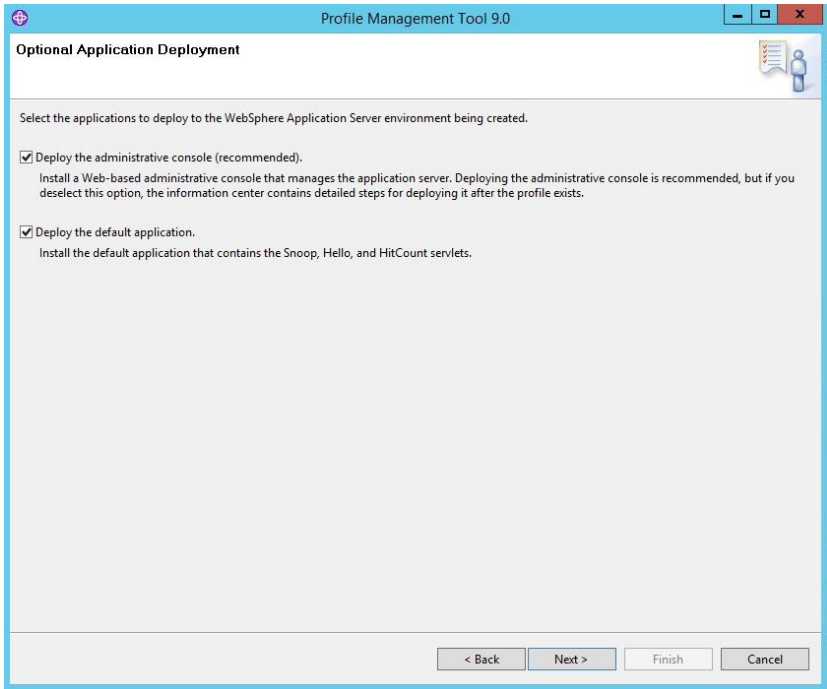 Profile Management Tool 9.0
Optional Application Deployment
Select the applications to deploy to the WebSphere Application Server environment being created.
Deploy the administrative console (recommended).
Install a Web-based administrative console that manages the application server. Deploying the administrative console is recommended, but if you
deselect this option, the information center contains detailed steps for deploying it after the profile exists.
Deploy the default application.
Install the default application that contains the Snoop, Hello, and HitCount servlets.
< Back Next > Finish Cancel